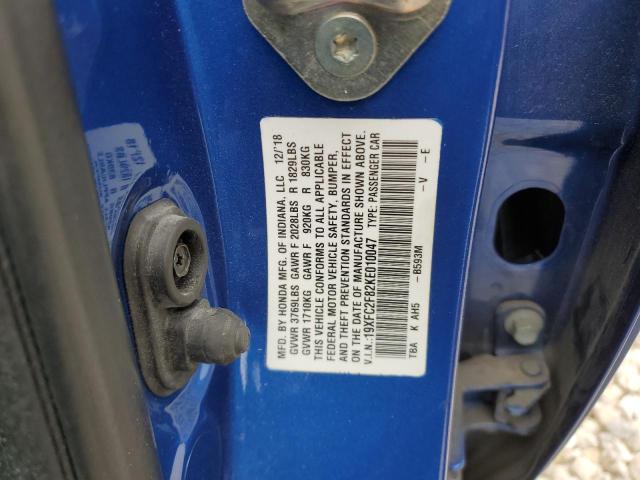 MFD. BY HONDA MFG. OF INDIANA, LLC 12/'18
GVWR 3769LBS GAWR F 2028LBS R 1829LBS
GVWR 1710KG GAWR F 920KG R 830KG
THIS VEHICLE CONFORMS TO ALL APPLICABLE
FEDERAL MOTOR VEHICLE SAFETY, BUMPER,
AND THEFT PREVENTION STANDARDS IN EFFECT
ON THE DATE OF MANUFACTURE SHOWN ABOVE.
V.I.N.:19XFC2F82KE010047 TYPE: PASSENGER CAR
TBA K AH5 -B593M -V -E